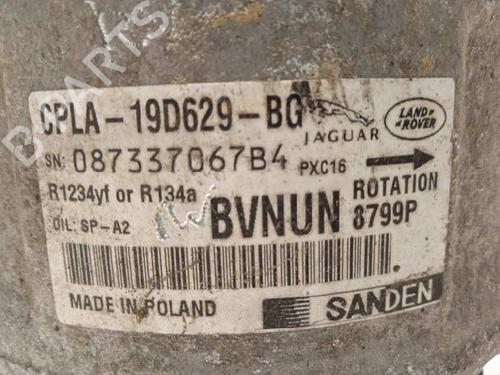 CPLA-19D629-BG
JAGUAR
LAND-ROVER
SN: 087337067B4
PXC16
R1234yf or R134a
ROTATION
OIL: SP-A2
BVNUN 8799P
MADE IN POLAND
SANDEN